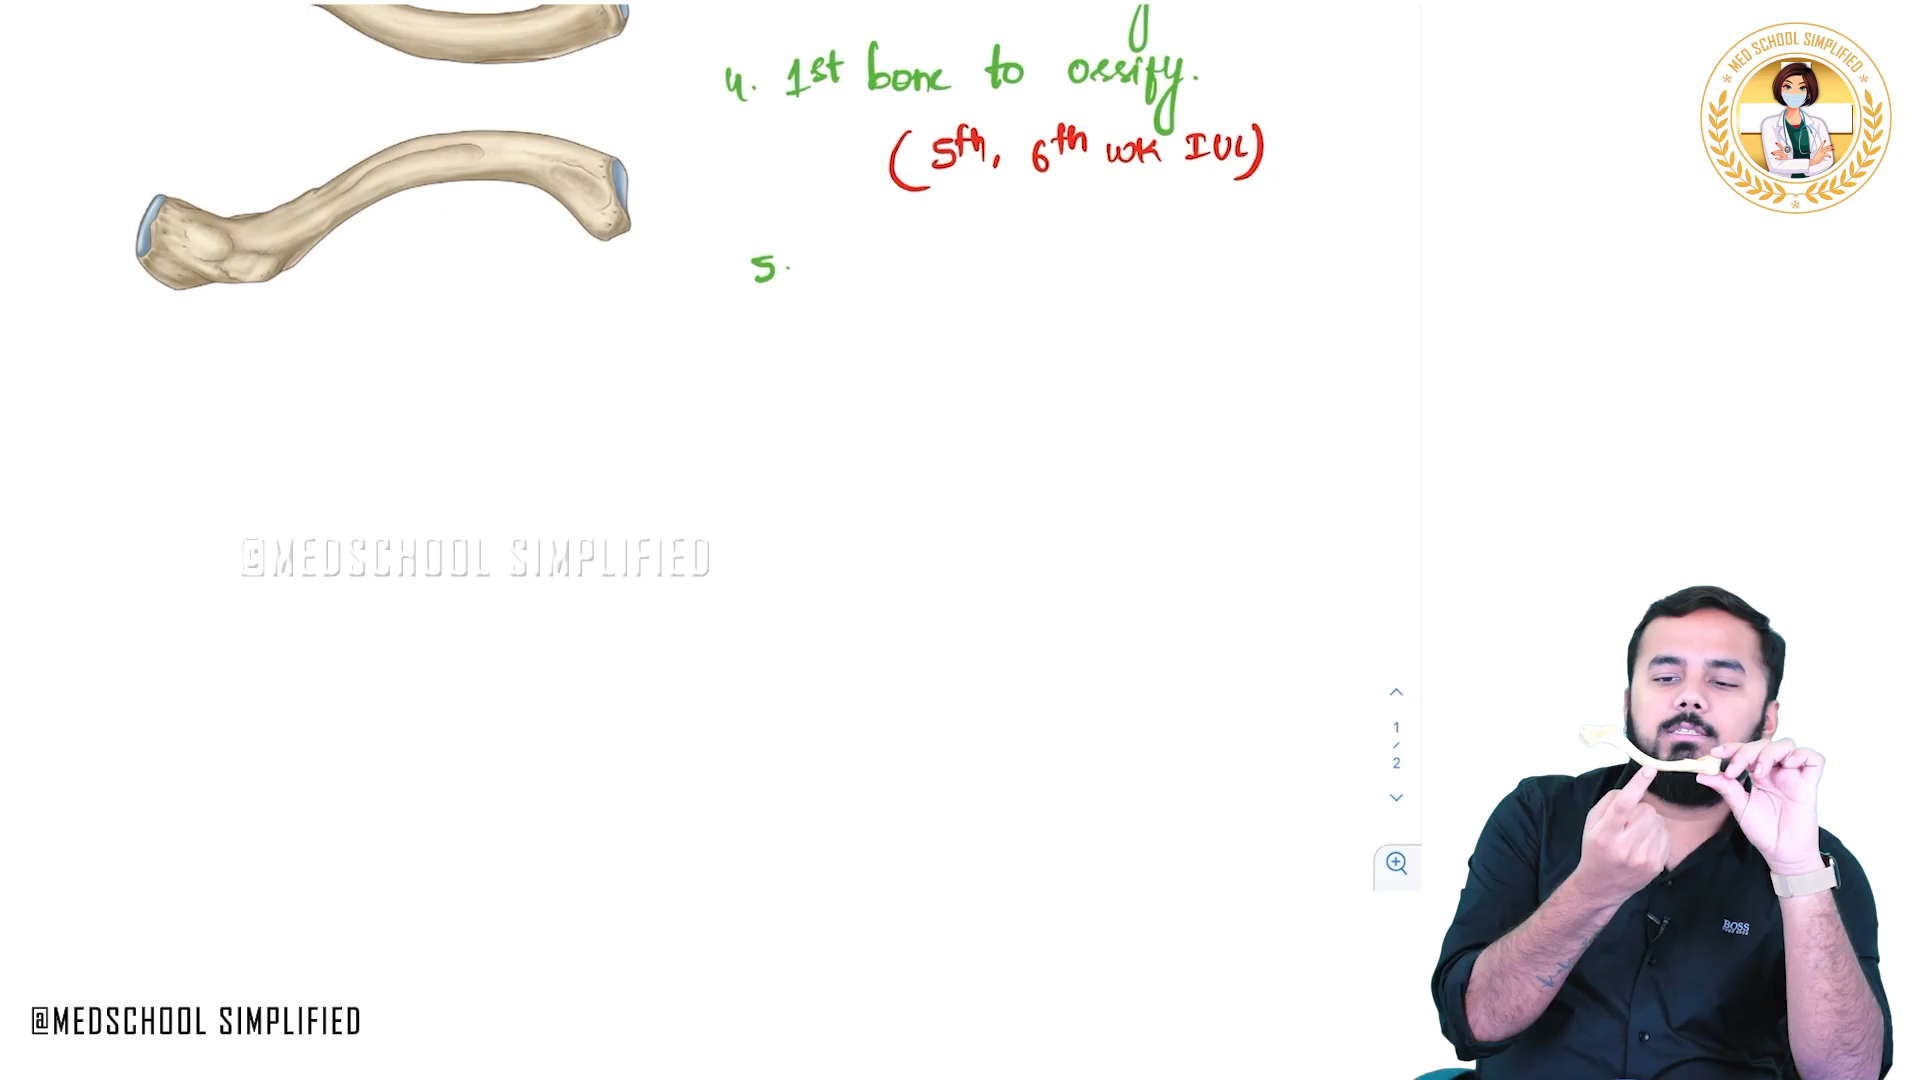 MED SCHOOL SIMPLIFIED
4. 1st bone to ossify.
(5th, 6th wk IUL)
5.
@MEDSCHOOL SIMPLIFIED
1
/
2
BOSS
@MEDSCHOOL SIMPLIFIED